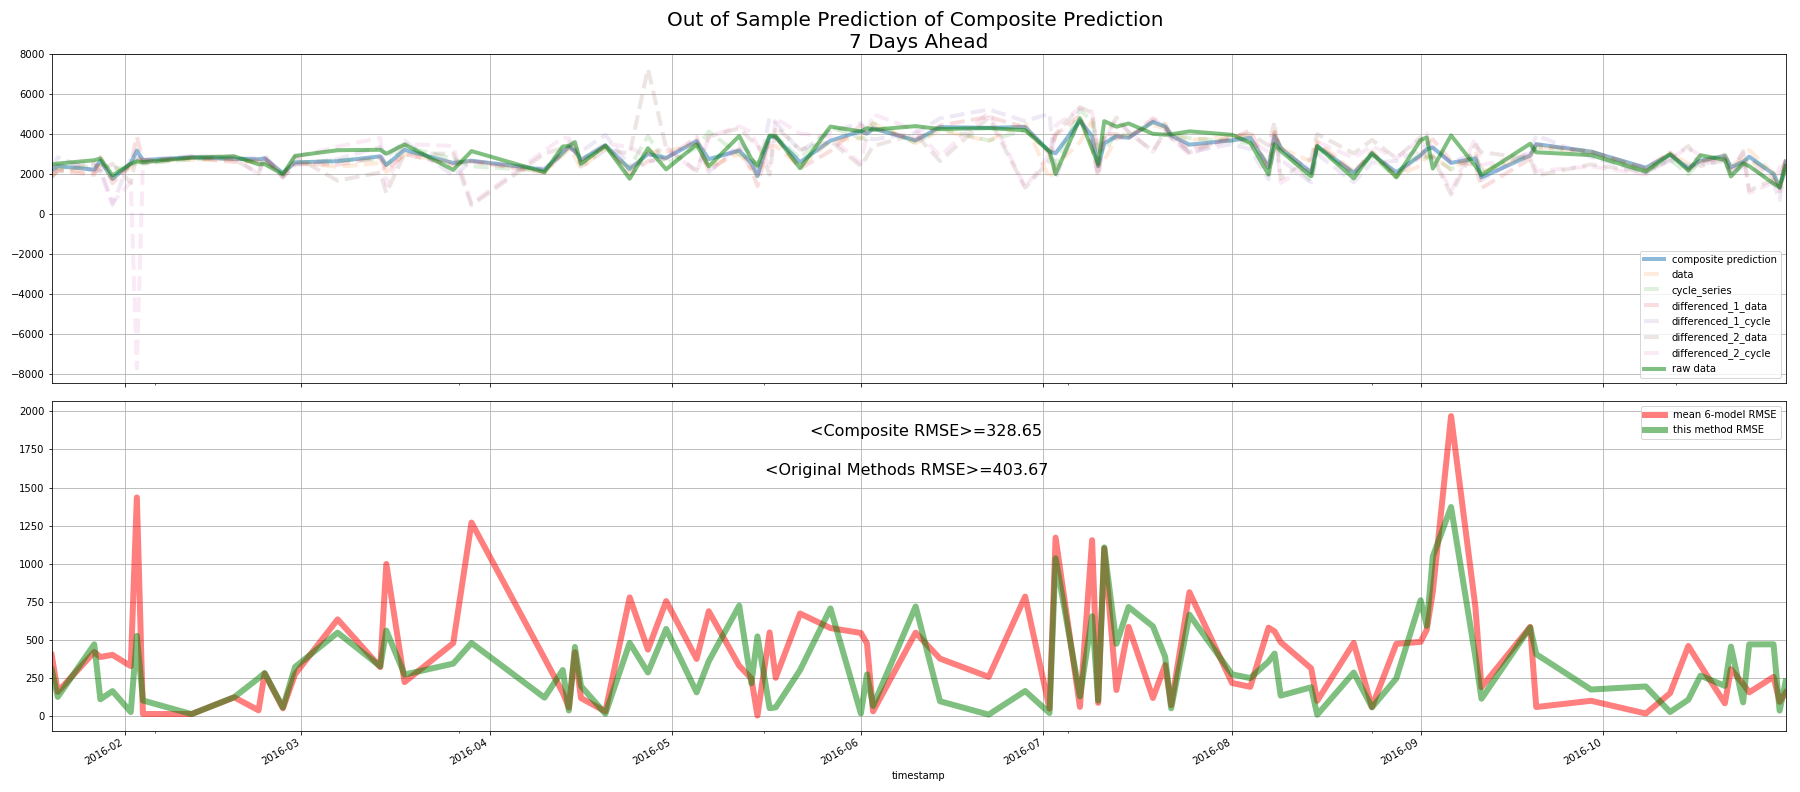 Out of Sample Prediction of Composite Prediction
7 Days Ahead
8000
6000
4000
2000
0
−2000
−4000
−6000
−8000
composite prediction
data
cycle_series
differenced_1_data
differenced_1_cycle
differenced_2_data
differenced_2_cycle
raw data
2000
1750
1500
1250
1000
750
500
250
0
<Composite RMSE>=328.65
<Original Methods RMSE>=403.67
mean 6-model RMSE
this method RMSE
2016-02
2016-03
2016-04
2016-05
2016-06
2016-07
2016-08
2016-09
2016-10
timestamp